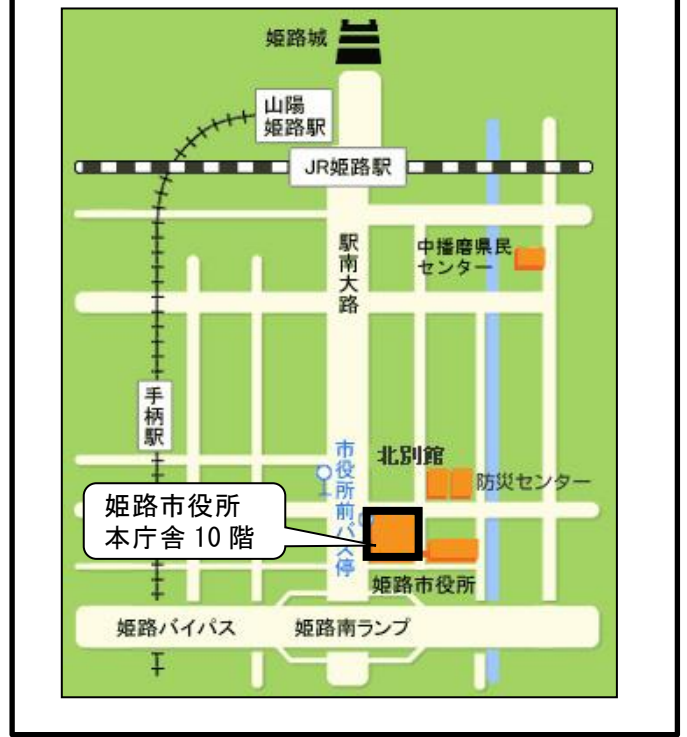 姫路城
山陽
姫路駅
JR姫路駅
駅南大路
中播磨県民
センター
手柄駅
市役所前バス停
北別館
防災センター
姫路市役所
本庁舎 10 階
姫路市役所
姫路バイパス
姫路南ランプ